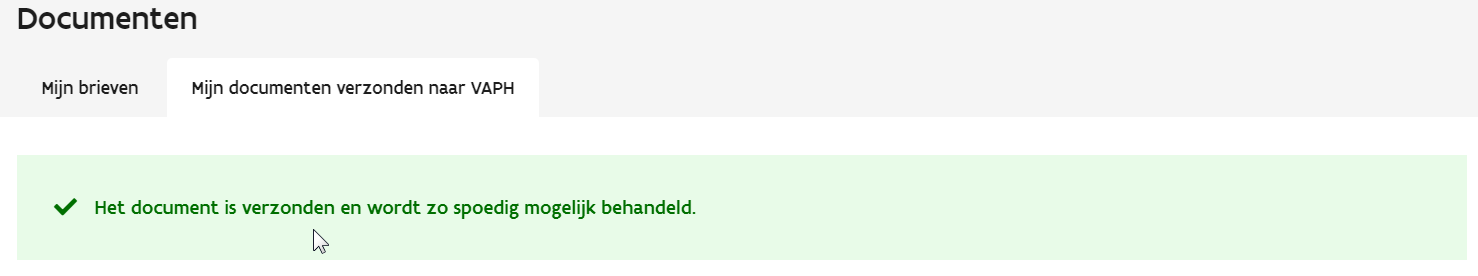 Documenten
Mijn brieven
Mijn documenten verzonden naar VAPH
Het document is verzonden en wordt zo spoedig mogelijk behandeld.